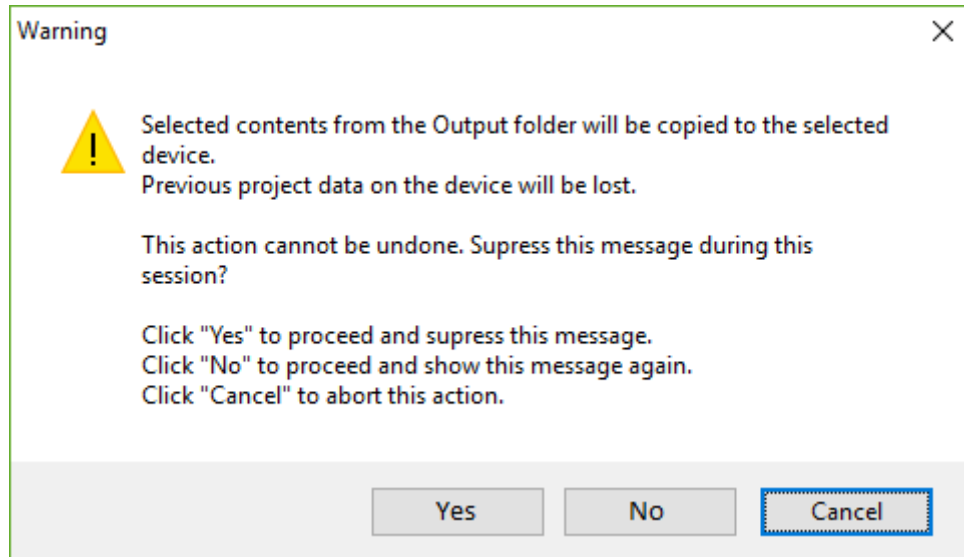 Warning
Selected contents from the Output folder will be copied to the selected
device.
Previous project data on the device will be lost.
This action cannot be undone. Supress this message during this
session?
Click "Yes" to proceed and supress this message.
Click "No" to proceed and show this message again.
Click "Cancel" to abort this action.
Yes No Cancel